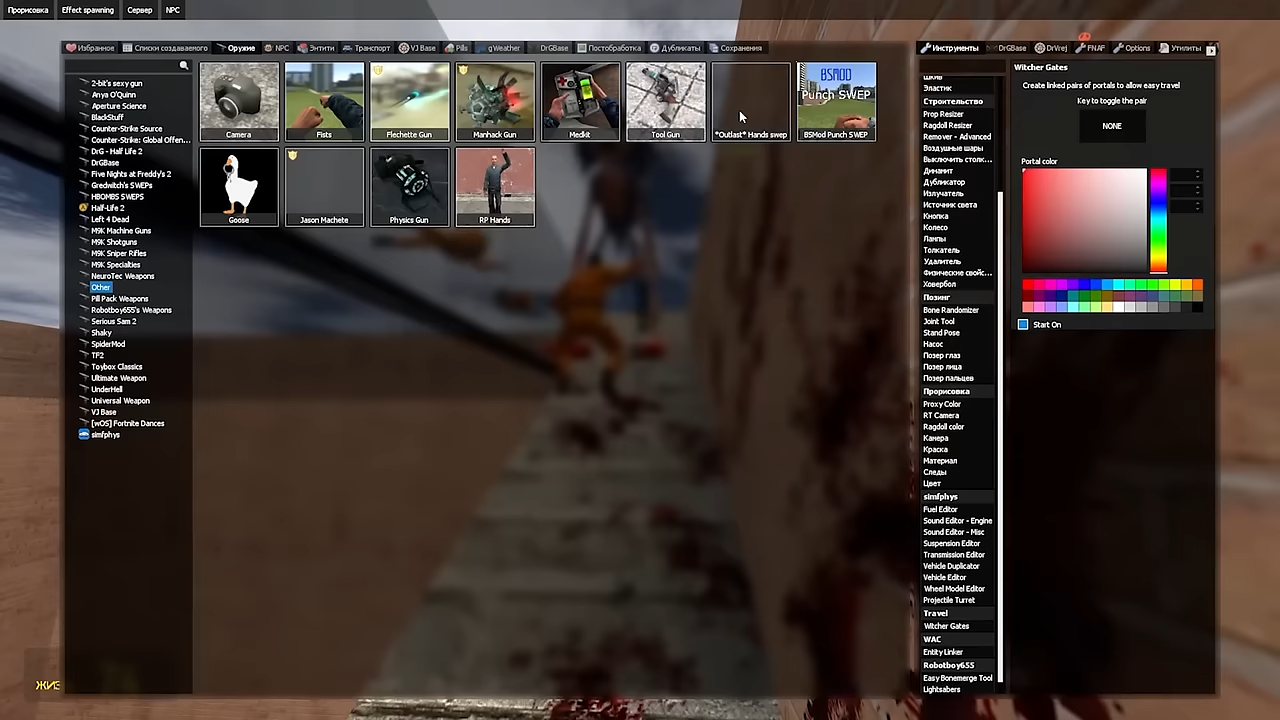 Прорисовка Effect spawning Сервер NPC
Избранное Списки создаваемого Оружие NPC Энтити Транспорт VJ Base Pills gWeather DrGBase Постобработка Дубликаты Сохранения
2-bit's sexy gun
Anya O'Quinn
Aperture Science
BlackStuff
Counter-Strike Source
Counter-Strike: Global Offen...
DrG - Half Life 2
DrGBase
Five Nights at Freddy's 2
Gredwitch's SWEPs
HBOMBS SWEPS
Half-Life 2
Left 4 Dead
M9K Machine Guns
M9K Shotguns
M9K Sniper Rifles
M9K Specialties
NeuroTec Weapons
Other
Pill Pack Weapons
Robotboy655's Weapons
Serious Sam 2
Shaky
SpiderMod
TF2
Toybox Classics
Ultimate Weapon
UnderHell
Universal Weapon
VJ Base
[wOS] Fortnite Dances
simfphys
BSMOD
Punch SWEP
Camera Fists Flechette Gun Manhack Gun Medkit Tool Gun *Outlast* Hands swep BSMod Punch SWEP
Goose Jason Machete Physics Gun RP Hands
Инструменты DrGBase DrVrej FNAF Options Утилиты
Шкив
Эластик
Строительство
Prop Resizer
Ragdoll Resizer
Remover - Advanced
Воздушные шары
Выключить столк...
Динамит
Дубликатор
Излучатель
Источник света
Кнопка
Колесо
Лампы
Толкатель
Удалитель
Физические свойс...
Ховербол
Позинг
Bone Randomizer
Joint Tool
Stand Pose
Насос
Позер глаз
Позер лица
Позер пальцев
Прорисовка
Proxy Color
RT Camera
Ragdoll color
Камера
Краска
Материал
Следы
Цвет
simfphys
Fuel Editor
Sound Editor - Engine
Sound Editor - Misc
Suspension Editor
Transmission Editor
Vehicle Duplicator
Vehicle Editor
Wheel Model Editor
Projectile Turret
Travel
Witcher Gates
WAC
Entity Linker
Robotboy655
Easy Bonemerge Tool
Lightsabers
Witcher Gates
Create linked pairs of portals to allow easy travel
Key to toggle the pair
NONE
Portal color
Start On